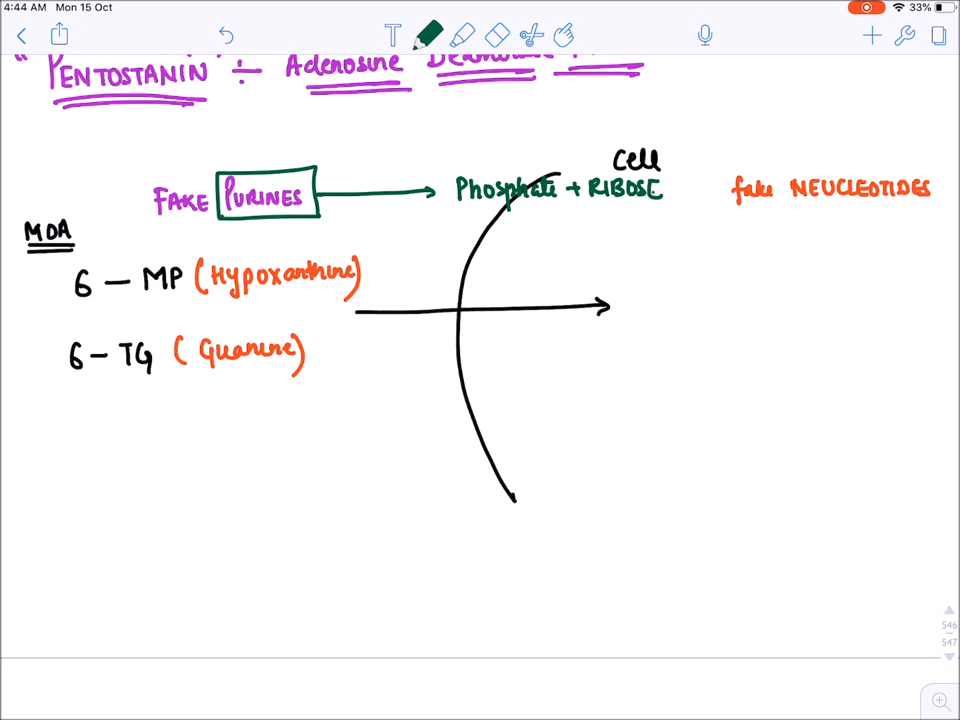 4:44 AM Mon 15 Oct 33%
T
" PENTOSTANIN " ÷ Adenosine
Cell
FAKE PURINES Phosphate + RIBOSE fake NEUCLEOTIDES
MOA
6 – MP (Hypoxanthine)
6 – TG (Guanine)
546
547